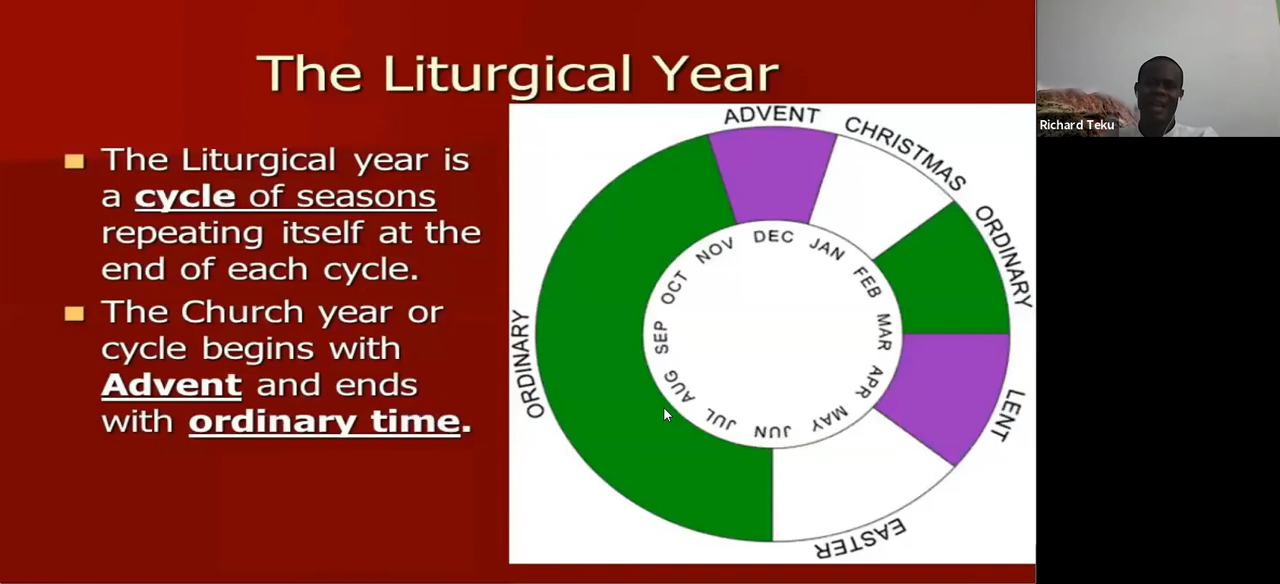 The Liturgical Year
The Liturgical year is
a cycle of seasons
repeating itself at the
end of each cycle.
The Church year or
cycle begins with
Advent and ends
with ordinary time.
ADVENT
CHRISTMAS
ORDINARY
LENT
EASTER
ORDINARY
DEC
JAN
FEB
MAR
APR
MAY
JUN
JUL
AUG
SEP
OCT
NOV
Richard Teku